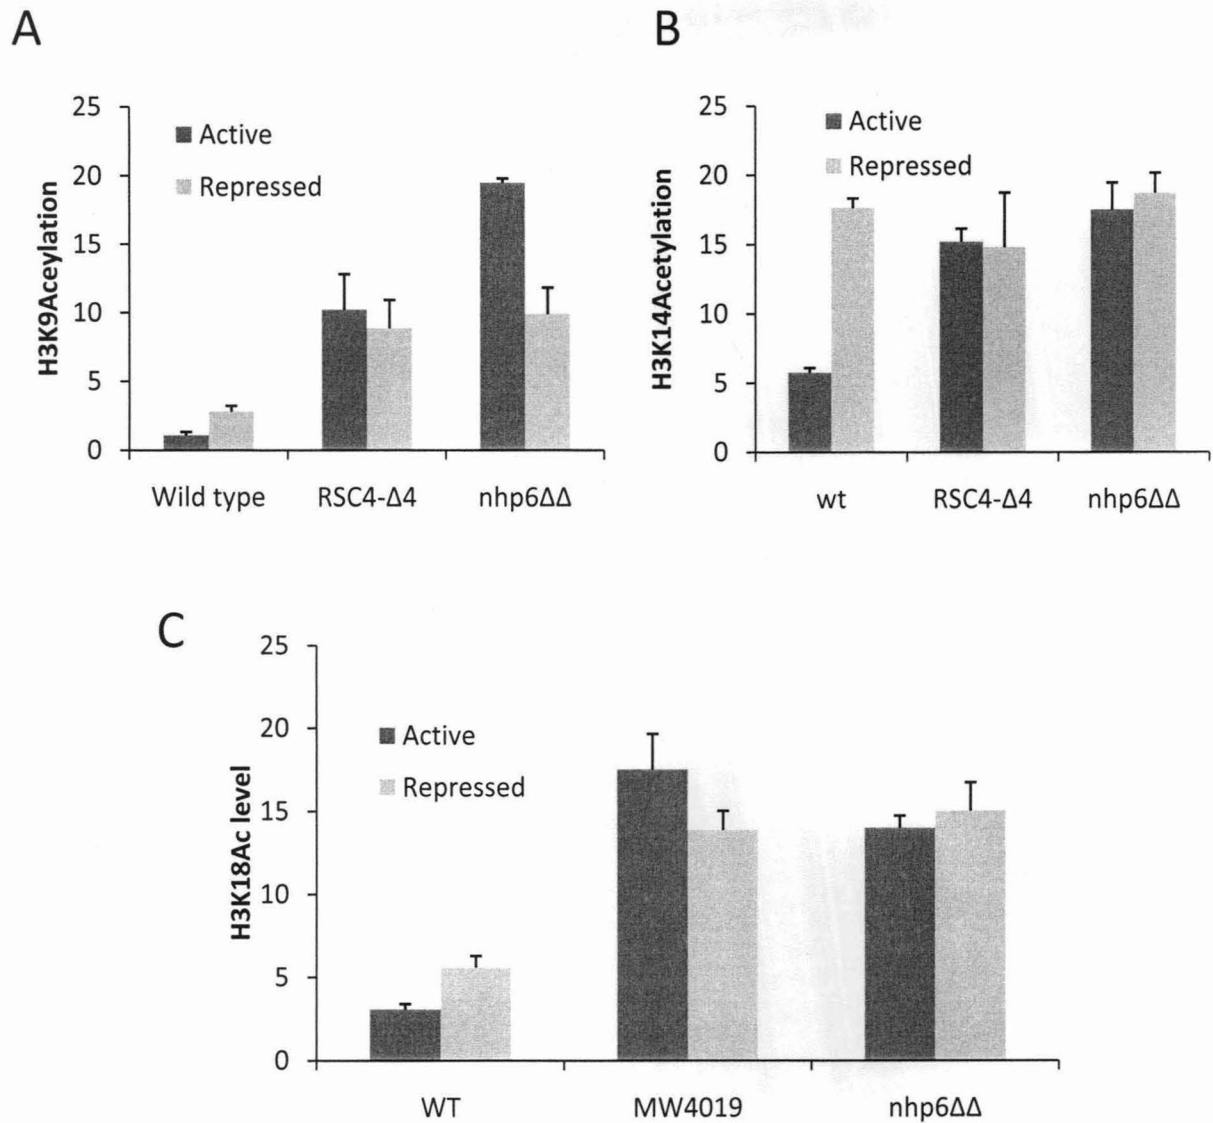 A
25
20
15
10
5
0
H3K9Aceylation
Active
Repressed
Wild type RSC4-Δ4 nhp6ΔΔ
B
25
20
15
10
5
0
H3K14Acetylation
Active
Repressed
wt RSC4-Δ4 nhp6ΔΔ
C
25
20
15
10
5
0
H3K18Ac level
Active
Repressed
WT MW4019 nhp6ΔΔ